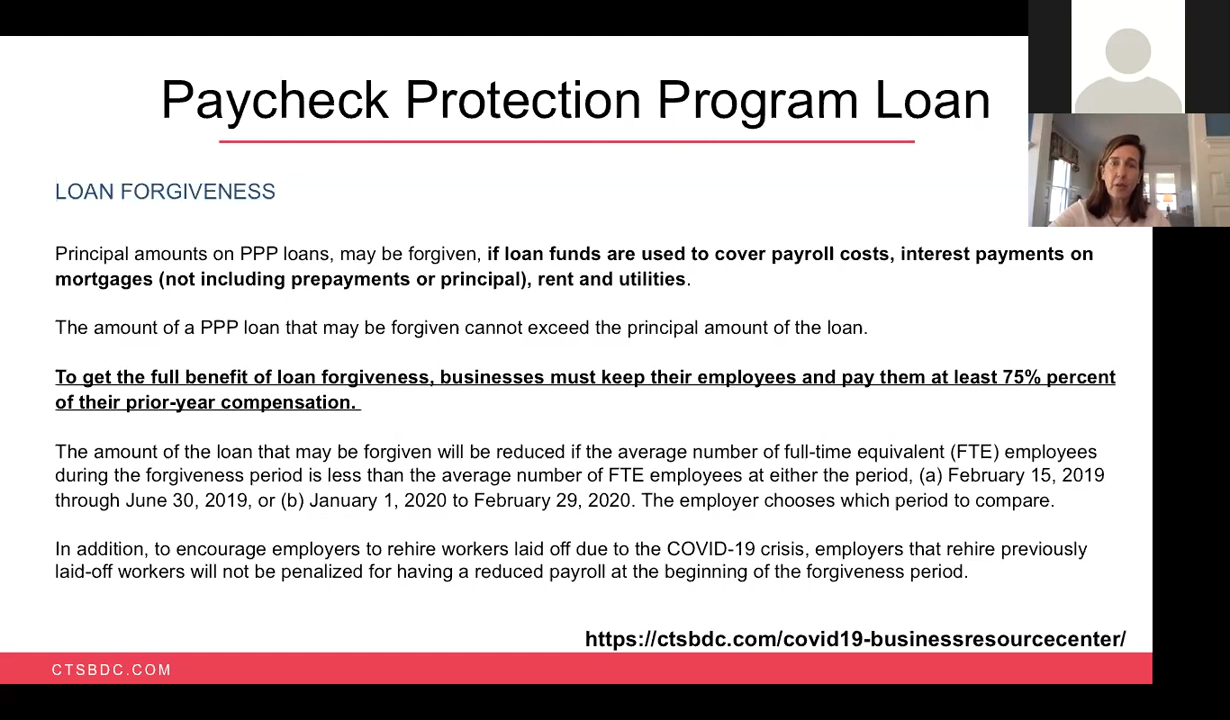 Paycheck Protection Program Loan
LOAN FORGIVENESS
Principal amounts on PPP loans, may be forgiven, if loan funds are used to cover payroll costs, interest payments on
mortgages (not including prepayments or principal), rent and utilities.
The amount of a PPP loan that may be forgiven cannot exceed the principal amount of the loan.
To get the full benefit of loan forgiveness, businesses must keep their employees and pay them at least 75% percent
of their prior-year compensation.
The amount of the loan that may be forgiven will be reduced if the average number of full-time equivalent (FTE) employees
during the forgiveness period is less than the average number of FTE employees at either the period, (a) February 15, 2019
through June 30, 2019, or (b) January 1, 2020 to February 29, 2020. The employer chooses which period to compare.
In addition, to encourage employers to rehire workers laid off due to the COVID-19 crisis, employers that rehire previously
laid-off workers will not be penalized for having a reduced payroll at the beginning of the forgiveness period.
https://ctsbdc.com/covid19-businessresourcecenter/
CTSBDC.COM